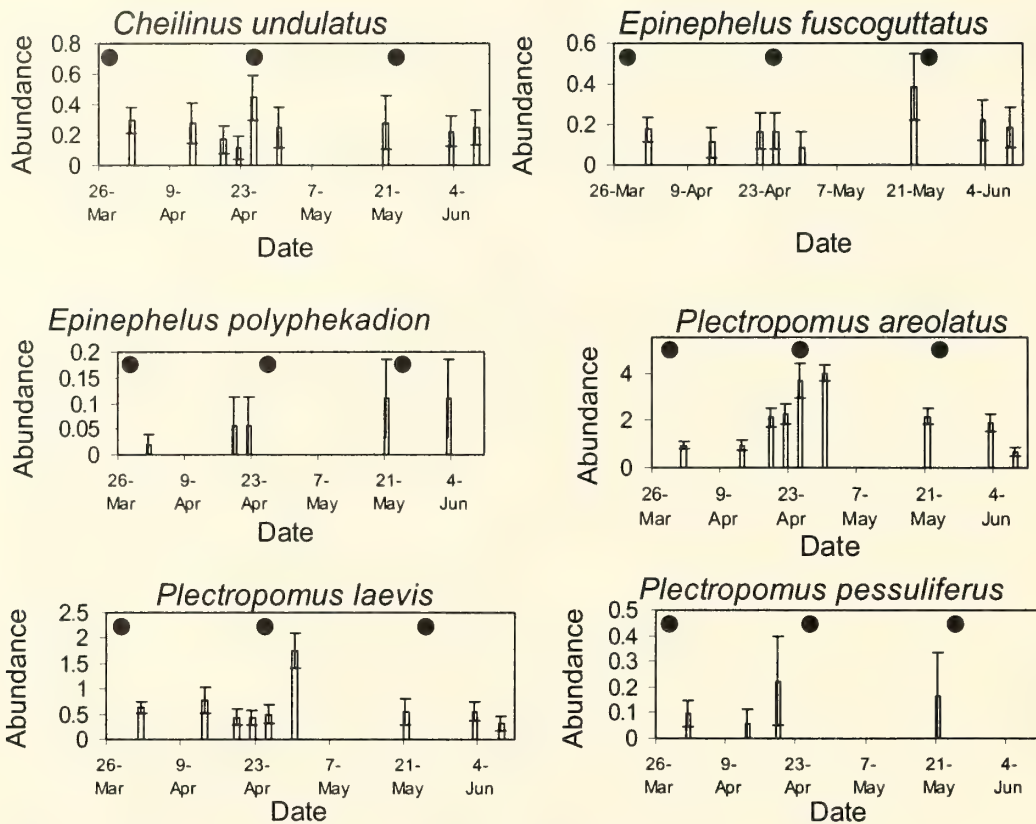 Cheilinus undulatus
Abundance
0.8
0.6
0.4
0.2
0
26-Mar
9-Apr
23-Apr
7-May
21-May
4-Jun
Date
Epinephelus fuscoguttatus
Abundance
0.6
0.4
0.2
0
26-Mar
9-Apr
23-Apr
7-May
21-May
4-Jun
Date
Epinephelus polyphekadion
Abundance
0.2
0.15
0.1
0.05
0
26-Mar
9-Apr
23-Apr
7-May
21-May
4-Jun
Date
Plectropomus areolatus
Abundance
4
2
0
26-Mar
9-Apr
23-Apr
7-May
21-May
4-Jun
Date
Plectropomus laevis
Abundance
2.5
2
1.5
1
0.5
0
26-Mar
9-Apr
23-Apr
7-May
21-May
4-Jun
Date
Plectropomus pessuliferus
Abundance
0.5
0.4
0.3
0.2
0.1
0
26-Mar
9-Apr
23-Apr
7-May
21-May
4-Jun
Date